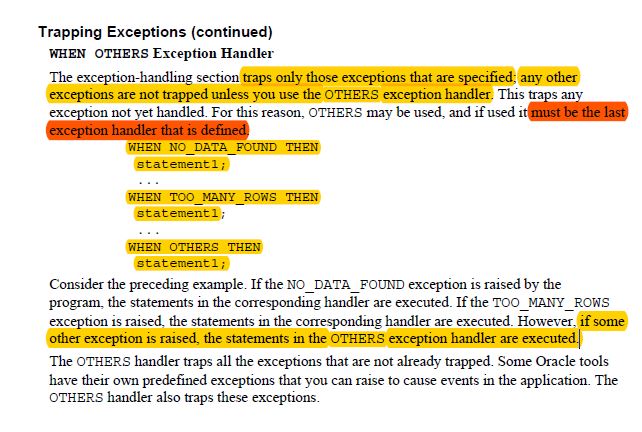 Trapping Exceptions (continued)
WHEN OTHERS Exception Handler
The exception-handling section traps only those exceptions that are specified; any other
exceptions are not trapped unless you use the OTHERS exception handler. This traps any
exception not yet handled. For this reason, OTHERS may be used, and if used it must be the last
exception handler that is defined.
WHEN NO_DATA_FOUND THEN
statement1;
...
WHEN TOO_MANY_ROWS THEN
statement1;
...
WHEN OTHERS THEN
statement1;
Consider the preceding example. If the NO_DATA_FOUND exception is raised by the
program, the statements in the corresponding handler are executed. If the TOO_MANY_ROWS
exception is raised, the statements in the corresponding handler are executed. However, if some
other exception is raised, the statements in the OTHERS exception handler are executed.
The OTHERS handler traps all the exceptions that are not already trapped. Some Oracle tools
have their own predefined exceptions that you can raise to cause events in the application. The
OTHERS handler also traps these exceptions.